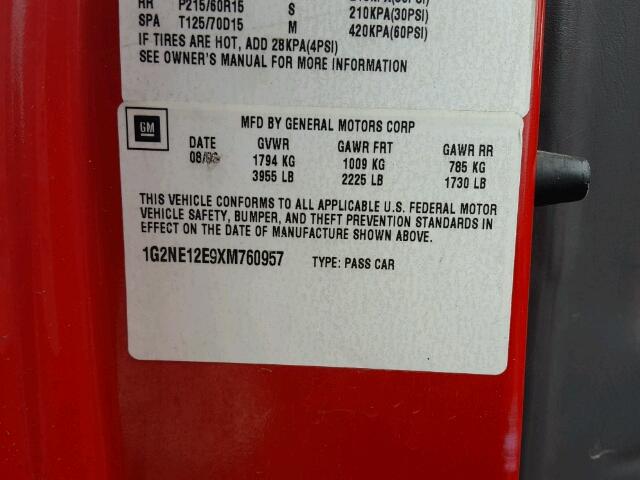 RR P215/60R15 S 210KPA(30PSI)
SPA T125/70D15 M 420KPA(60PSI)
IF TIRES ARE HOT, ADD 28KPA(4PSI)
SEE OWNER'S MANUAL FOR MORE INFORMATION
GM
MFD BY GENERAL MOTORS CORP
DATE GVWR GAWR FRT GAWR RR
1794 KG 1009 KG 785 KG
3955 LB 2225 LB 1730 LB
THIS VEHICLE CONFORMS TO ALL APPLICABLE U.S. FEDERAL MOTOR
VEHICLE SAFETY, BUMPER, AND THEFT PREVENTION STANDARDS IN
EFFECT ON THE DATE OF MANUFACTURE SHOWN ABOVE.
1G2NE12E9XM760957 TYPE: PASS CAR